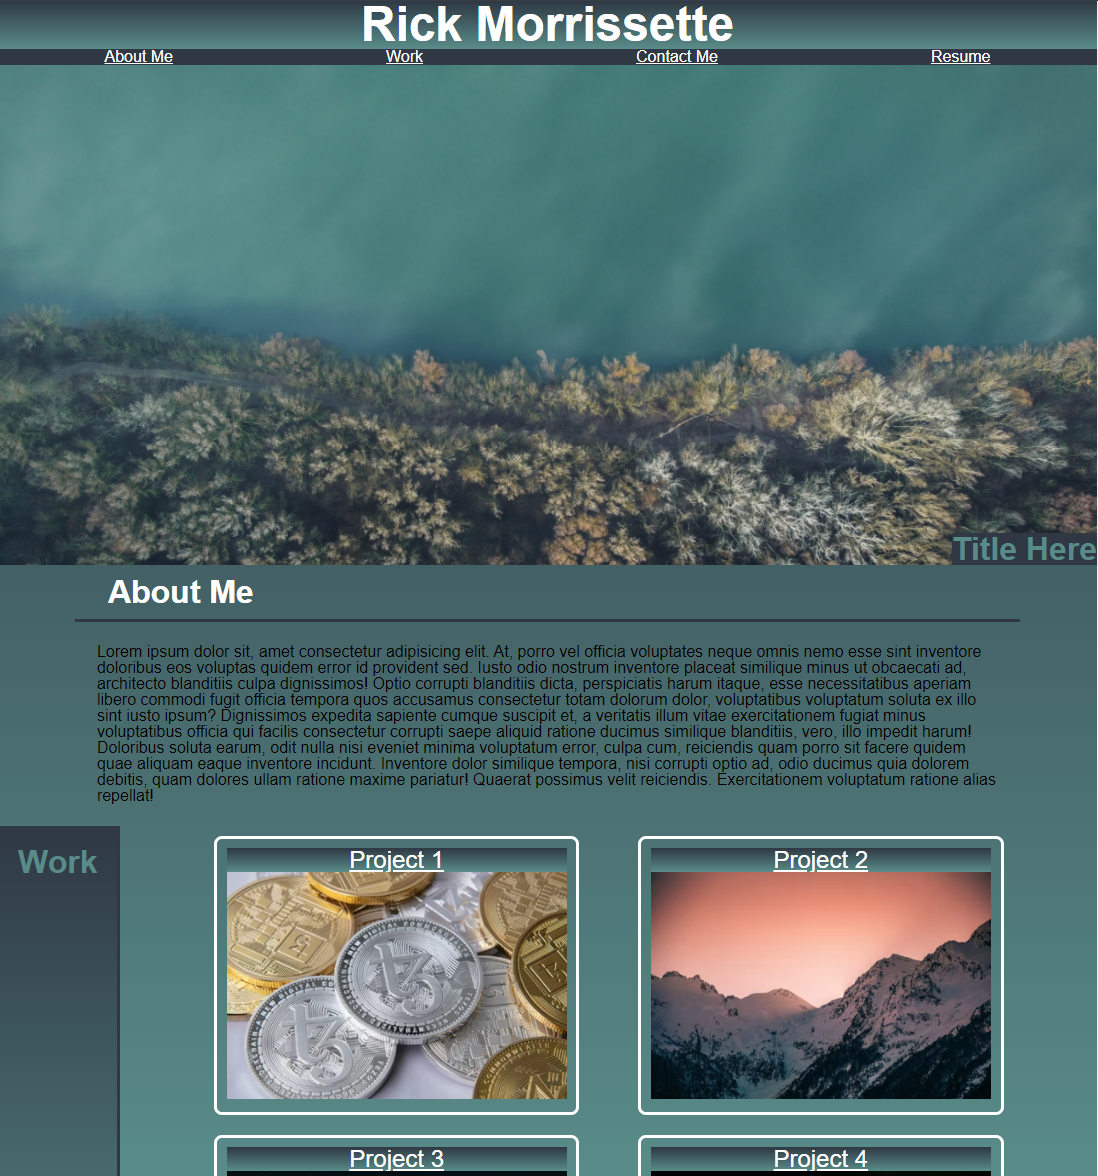 Rick Morrissette
About Me Work Contact Me Resume
Title Here
About Me
Lorem ipsum dolor sit, amet consectetur adipisicing elit. At, porro vel officia voluptates neque omnis nemo esse sint inventore
doloribus eos voluptas quidem error id provident sed. Iusto odio nostrum inventore placeat similique minus ut obcaecati ad,
architecto blanditiis culpa dignissimos! Optio corrupti blanditiis dicta, perspiciatis harum itaque, esse necessitatibus aperiam
libero commodi fugit officia tempora quos accusamus consectetur totam dolorum dolor, voluptatibus voluptatum soluta ex illo
sint iusto ipsum? Dignissimos expedita sapiente cumque suscipit et, a veritatis illum vitae exercitationem fugiat minus
voluptatibus officia qui facilis consectetur corrupti saepe aliquid ratione ducimus similique blanditiis, vero, illo impedit harum!
Doloribus soluta earum, odit nulla nisi eveniet minima voluptatum error, culpa cum, reiciendis quam porro sit facere quidem
quae aliquam eaque inventore incidunt. Inventore dolor similique tempora, nisi corrupti optio ad, odio ducimus quia dolorem
debitis, quam dolores ullam ratione maxime pariatur! Quaerat possimus velit reiciendis. Exercitationem voluptatum ratione alias
repellat!
Work
Project 1
Project 2
Project 3
Project 4